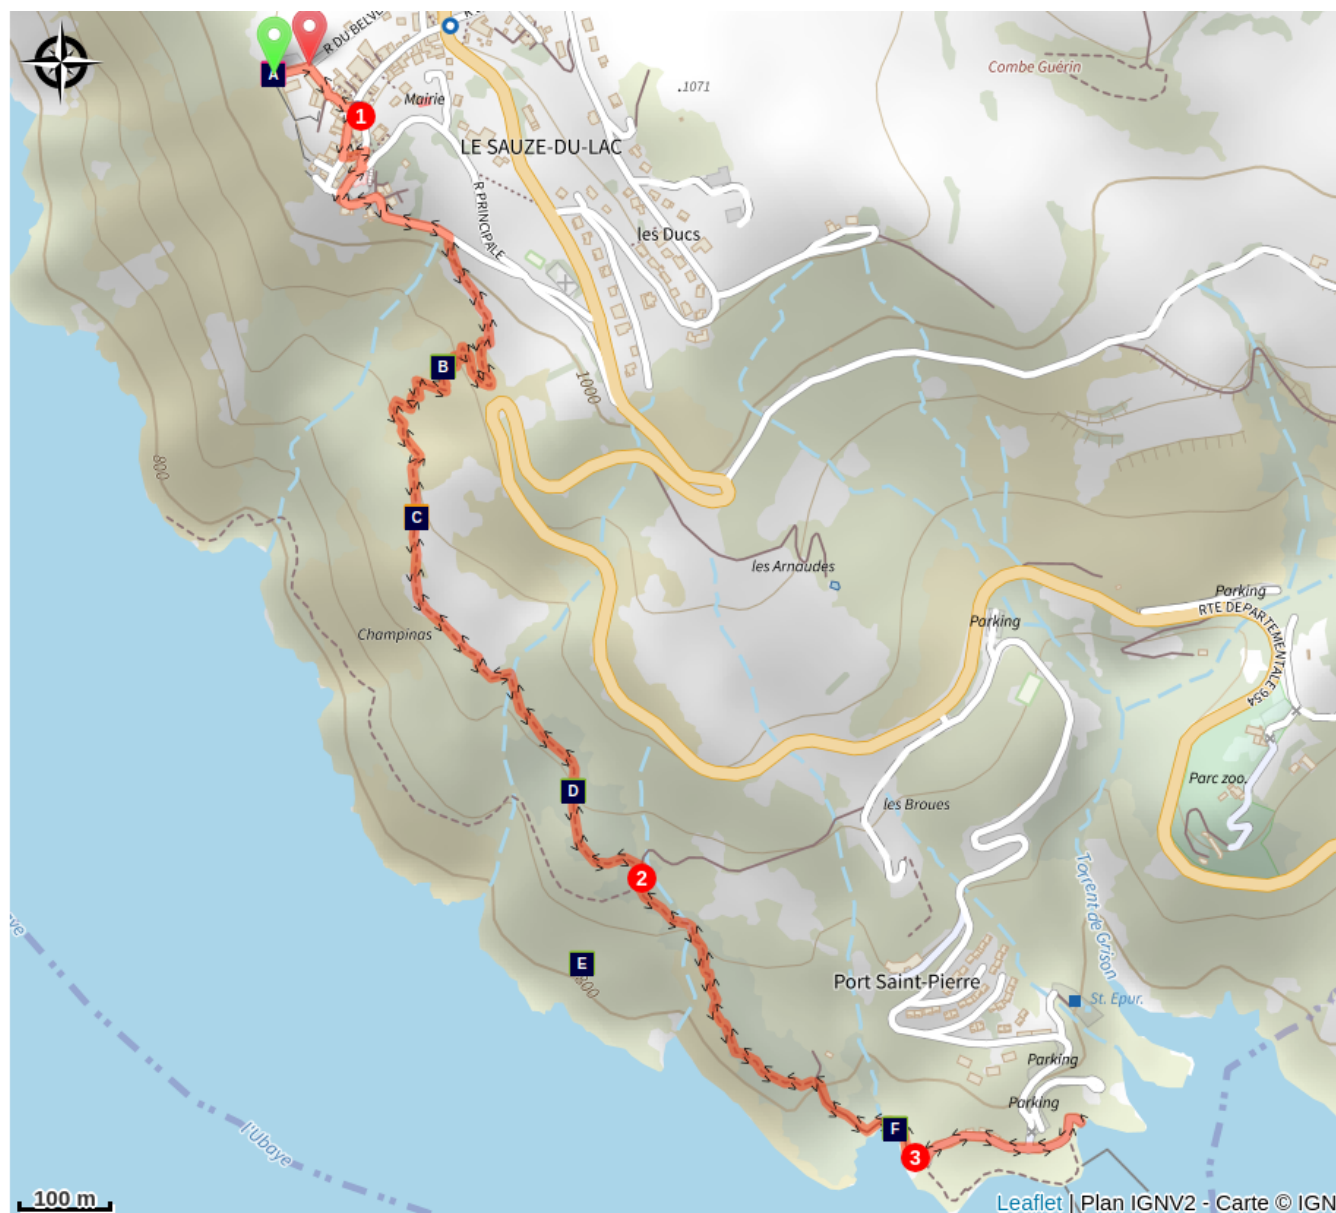 R DU BELVE
A
1
Mairie
.1071
Combe Guérin
LE SAUZE-DU-LAC
R PRINCIPALE
les Ducs
B
1000
800
C
les Arnaudes
Parking
RTE DEPARTEMENTALE 954
Parking
Champinas
D
Parc zoo.
les Broues
2
Torrent de Grison
E
800
Port Saint-Pierre
St. Epur.
Parking
Parking
F
3
l'Ubaye
100 m
Leaflet | Plan IGNV2 - Carte © IGN